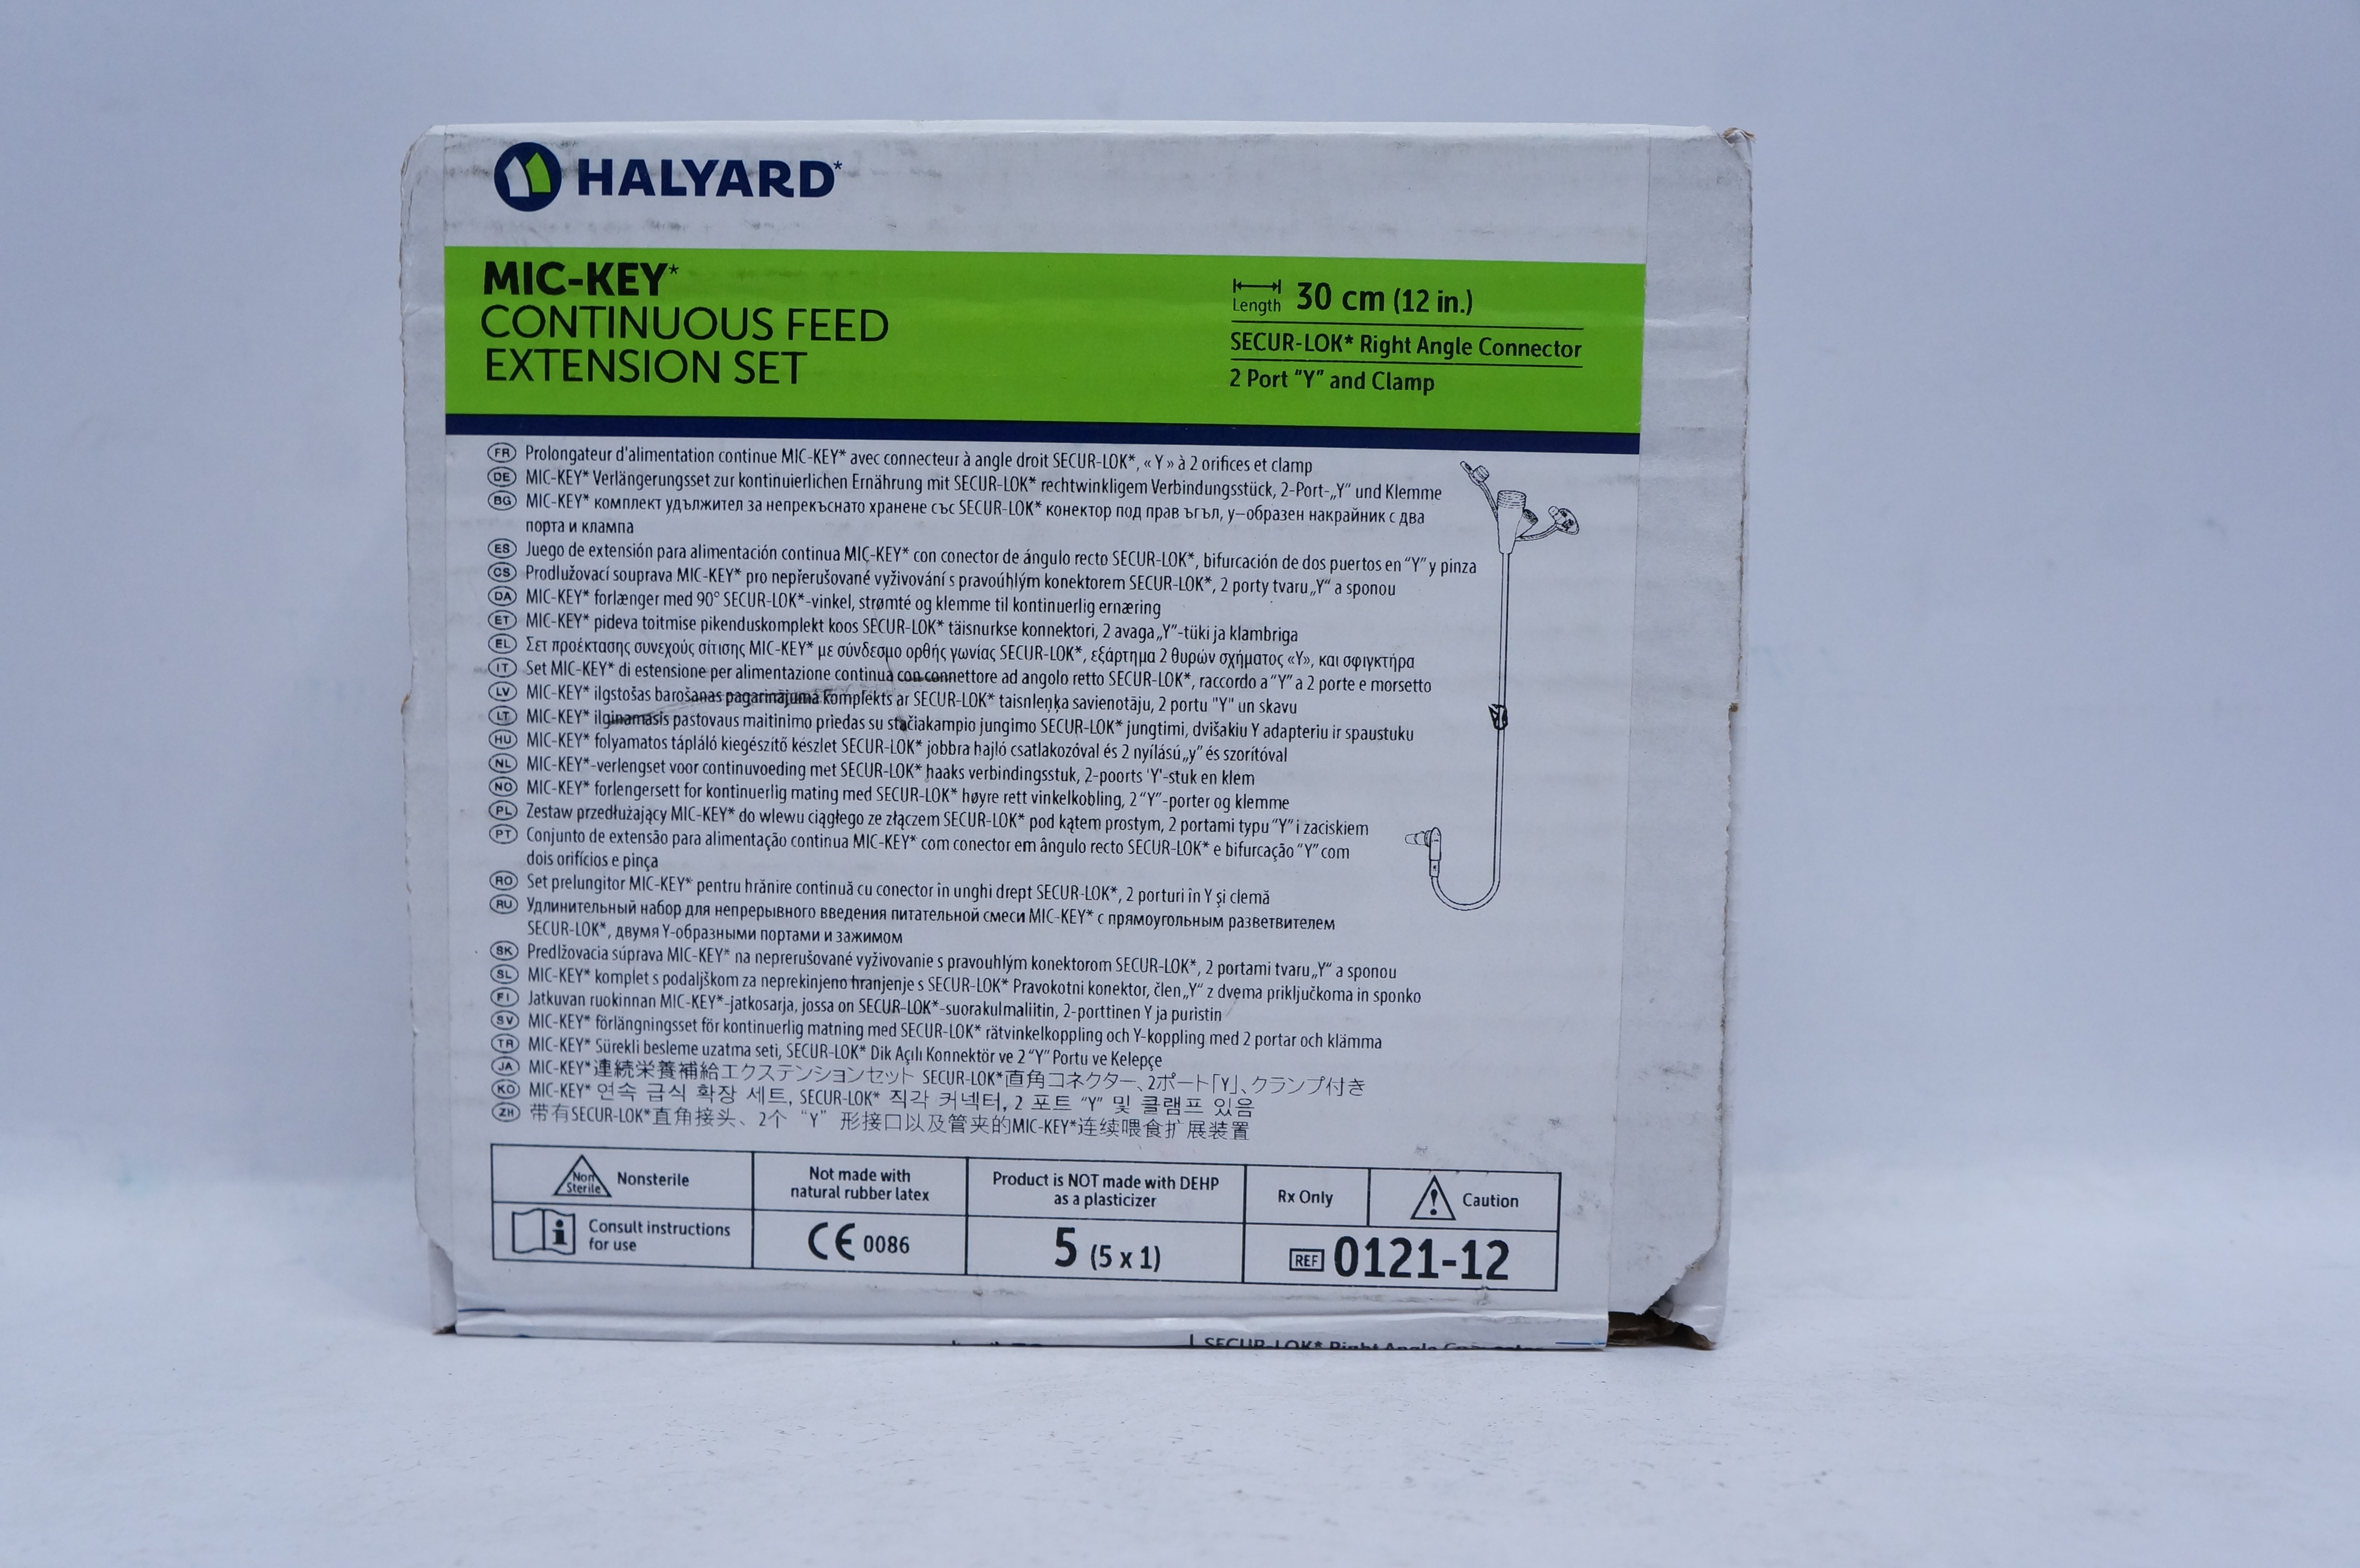 HALYARD*
MIC-KEY*
CONTINUOUS FEED
EXTENSION SET
Length 30 cm (12 in.)
SECUR-LOK* Right Angle Connector
2 Port "Y" and Clamp
FR Prolongateur d'alimentation continue MIC-KEY* avec connecteur à angle droit SECUR-LOK*, « Y » à 2 orifices et clamp
DE MIC-KEY* Verlängerungsset zur kontinuierlichen Ernährung mit SECUR-LOK* rechtwinkligem Verbindungsstück, 2-Port-„Y" und Klemme
BG MIC-KEY* комплект удължител за непрекъснато хранене със SECUR-LOK* конектор под прав ъгъл, у–образен накрайник с два
порта и клампа
ES Juego de extensión para alimentación continua MIC-KEY* con conector de ángulo recto SECUR-LOK*, bifurcación de dos puertos en "Y" y pinza
CS Prodlužovací souprava MIC-KEY* pro nepřerušované vyživování s pravoúhlým konektorem SECUR-LOK*, 2 porty tvaru „Y" a sponou
DA MIC-KEY* forlænger med 90° SECUR-LOK*-vinkel, strømté og klemme til kontinuerlig ernæring
ET MIC-KEY* pideva toitmise pikenduskomplekt koos SECUR-LOK* täisnurkse konnektori, 2 avaga „Y"-tüki ja klambriga
EL Σετ προέκτασης συνεχούς σίτισης MIC-KEY* με σύνδεσμο ορθής γωνίας SECUR-LOK*, εξάρτημα 2 θυρών σχήματος «Y», και σφιγκτήρα
IT Set MIC-KEY* di estensione per alimentazione continua con connettore ad angolo retto SECUR-LOK*, raccordo a "Y" a 2 porte e morsetto
LV MIC-KEY* ilgstošas barošanas pagarinājuma komplekts ar SECUR-LOK* taisnleņķa savienotāju, 2 portu "Y" un skavu
LT MIC-KEY* ilginamasis pastovaus maitinimo priedas su stačiakampio jungimo SECUR-LOK* jungtimi, dvišakiu Y adapteriu ir spaustuku
HU MIC-KEY* folyamatos tápláló kiegészítő készlet SECUR-LOK* jobbra hajló csatlakozóval és 2 nyílású „y" és szorítóval
NL MIC-KEY*-verlengset voor continuvoeding met SECUR-LOK* haaks verbindingsstuk, 2-poorts 'Y'-stuk en klem
NO MIC-KEY* forlengersett for kontinuerlig mating med SECUR-LOK* høyre rett vinkelkobling, 2 "Y"-porter og klemme
PL Zestaw przedłużający MIC-KEY* do wlewu ciągłego ze złączem SECUR-LOK* pod kątem prostym, 2 portami typu "Y" i zaciskiem
PT Conjunto de extensão para alimentação continua MIC-KEY* com conector em ângulo recto SECUR-LOK* e bifurcação "Y" com
dois orifícios e pinça
RO Set prelungitor MIC-KEY* pentru hrănire continuă cu conector în unghi drept SECUR-LOK*, 2 porturi în Y şi clemă
RU Удлинительный набор для непрерывного введения питательной смеси MIC-KEY* с прямоугольным разветвителем
SECUR-LOK*, двумя Y-образными портами и зажимом
SK Predlžovacia súprava MIC-KEY* na neprerušované vyživovanie s pravouhlým konektorom SECUR-LOK*, 2 portami tvaru „Y" a sponou
SL MIC-KEY* komplet s podaljškom za neprekinjeno hranjenje s SECUR-LOK* Pravokotni konektor, člen „Y" z dvema priključkoma in sponko
FI Jatkuvan ruokinnan MIC-KEY*-jatkosarja, jossa on SECUR-LOK*-suorakulmaliitin, 2-porttinen Y ja puristin
SV MIC-KEY* förlängningsset för kontinuerlig matning med SECUR-LOK* rätvinkelkoppling och Y-koppling med 2 portar och klämma
TR MIC-KEY* Sürekli besleme uzatma seti, SECUR-LOK* Dik Açılı Konnektör ve 2 "Y" Portu ve Kelepçe
JA MIC-KEY*連続栄養補給エクステンションセット SECUR-LOK*直角コネクター、2ポート「Y」、クランプ付き
KO MIC-KEY* 연속 급식 확장 세트, SECUR-LOK* 직각 커넥터, 2 포트 "Y" 및 클램프 있음
ZH 带有SECUR-LOK*直角接头、2个 "Y" 形接口以及管夹的MIC-KEY*连续喂食扩展装置
Non Sterile Nonsterile
Not made with
natural rubber latex
Product is NOT made with DEHP
as a plasticizer
Rx Only
Caution
Consult instructions
for use
CE 0086
5 (5 x 1)
REF 0121-12
SECUR-LOK* Right Angle Connector